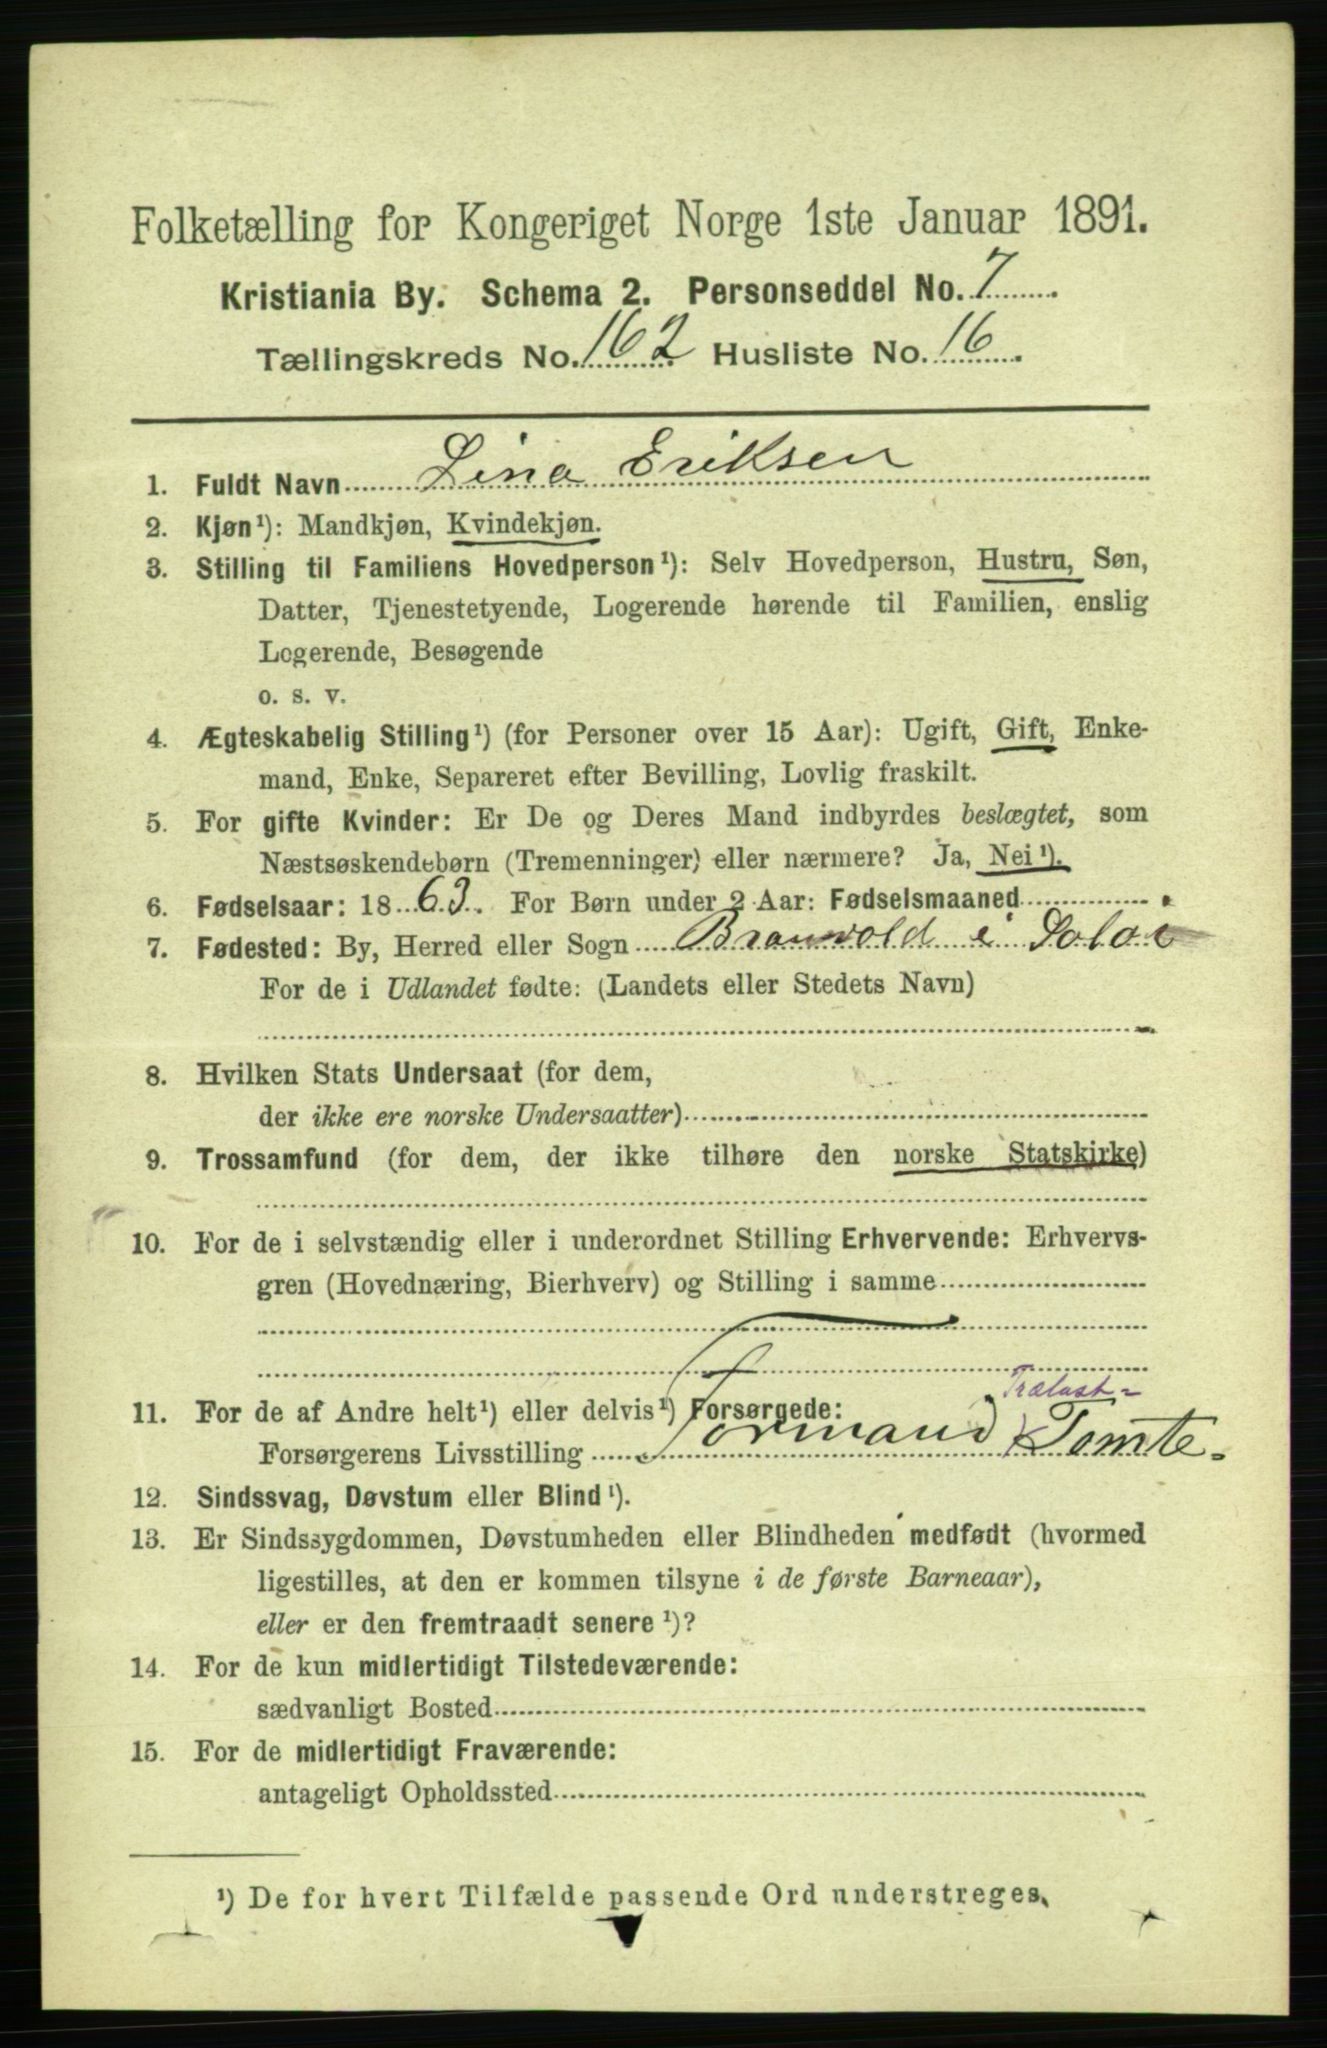 Folketælling for Kongeriget Norge 1ste Januar 1891.
Kristiania By. Schema 2. Personseddel No. 7
Tællingskreds No. 162 Husliste No. 16.
1. Fuldt Navn Lina Eriksen
2. Kjøn¹): Mandkjøn, Kvindekjøn.
3. Stilling til Familiens Hovedperson¹): Selv Hovedperson, Hustru, Søn,
Datter, Tjenestetyende, Logerende hørende til Familien, enslig
Logerende, Besøgende
o. s. v.
4. Ægteskabelig Stilling¹) (for Personer over 15 Aar): Ugift, Gift, Enke-
mand, Enke, Separeret efter Bevilling, Lovlig fraskilt.
5. For gifte Kvinder: Er De og Deres Mand indbyrdes beslægtet, som
Næstsøskendebørn (Tremenninger) eller nærmere? Ja, Nei¹).
6. Fødselsaar: 1863. For Børn under 2 Aar: Fødselsmaaned
7. Fødested: By, Herred eller Sogn Branvold i Solør
For de i Udlandet fødte: (Landets eller Stedets Navn)
8. Hvilken Stats Undersaat (for dem,
der ikke ere norske Undersaatter)
9. Trossamfund (for dem, der ikke tilhøre den norske Statskirke)
10. For de i selvstændig eller i underordnet Stilling Erhvervende: Erhvervs-
gren (Hovednæring, Bierhverv) og Stilling i samme
Trælast-
11. For de af Andre helt¹) eller delvis¹) Forsørgede:
Forsørgerens Livsstilling Formand Tomte.
12. Sindssvag, Døvstum eller Blind¹).
13. Er Sindssygdommen, Døvstumheden eller Blindheden medfødt (hvormed
ligestilles, at den er kommen tilsyne i de første Barneaar),
eller er den fremtraadt senere¹)?
14. For de kun midlertidigt Tilstedeværende:
sædvanligt Bosted
15. For de midlertidigt Fraværende:
antageligt Opholdssted
¹) De for hvert Tilfælde passende Ord understreges.